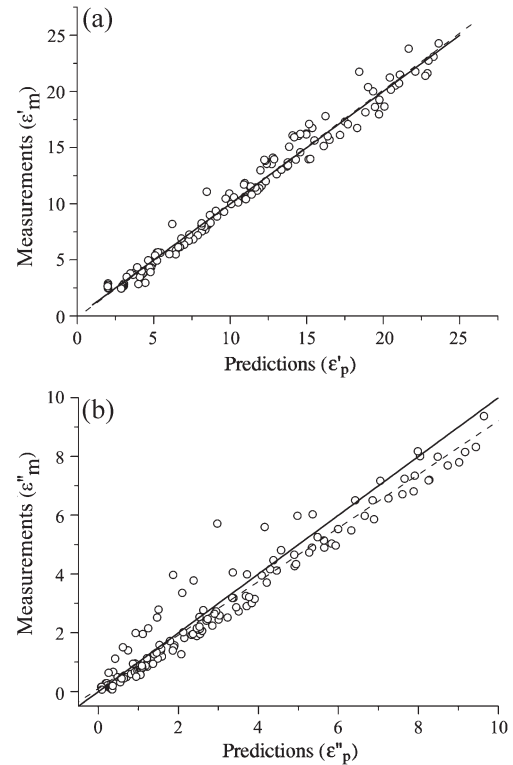 (a)
25
20
15
10
5
0
Measurements (ε'm)
0 5 10 15 20 25
Predictions (ε'p)
(b)
10
8
6
4
2
0
Measurements (ε"m)
0 2 4 6 8 10
Predictions (ε"p)